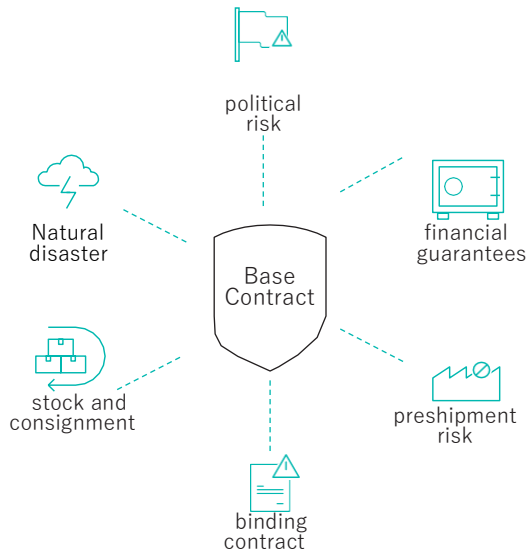 political
risk
Natural
disaster
financial
guarantees
Base
Contract
stock and
consignment
preshipment
risk
binding
contract